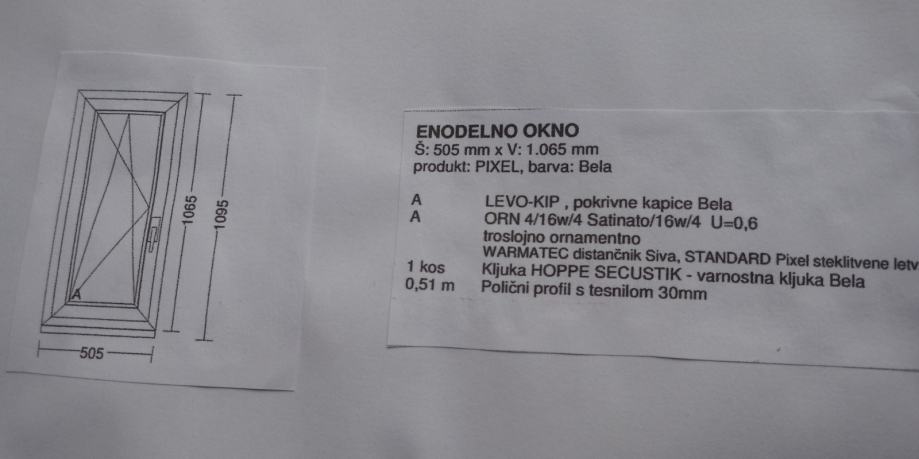 A
505
1065
1095
ENODELNO OKNO
Š: 505 mm x V: 1.065 mm
produkt: PIXEL, barva: Bela
A LEVO-KIP , pokrivne kapice Bela
A ORN 4/16w/4 Satinato/16w/4 U=0,6
troslojno ornamentno
WARMATEC distančnik Siva, STANDARD Pixel steklitvene letv
1 kos Kljuka HOPPE SECUSTIK - varnostna kljuka Bela
0,51 m Polični profil s tesnilom 30mm